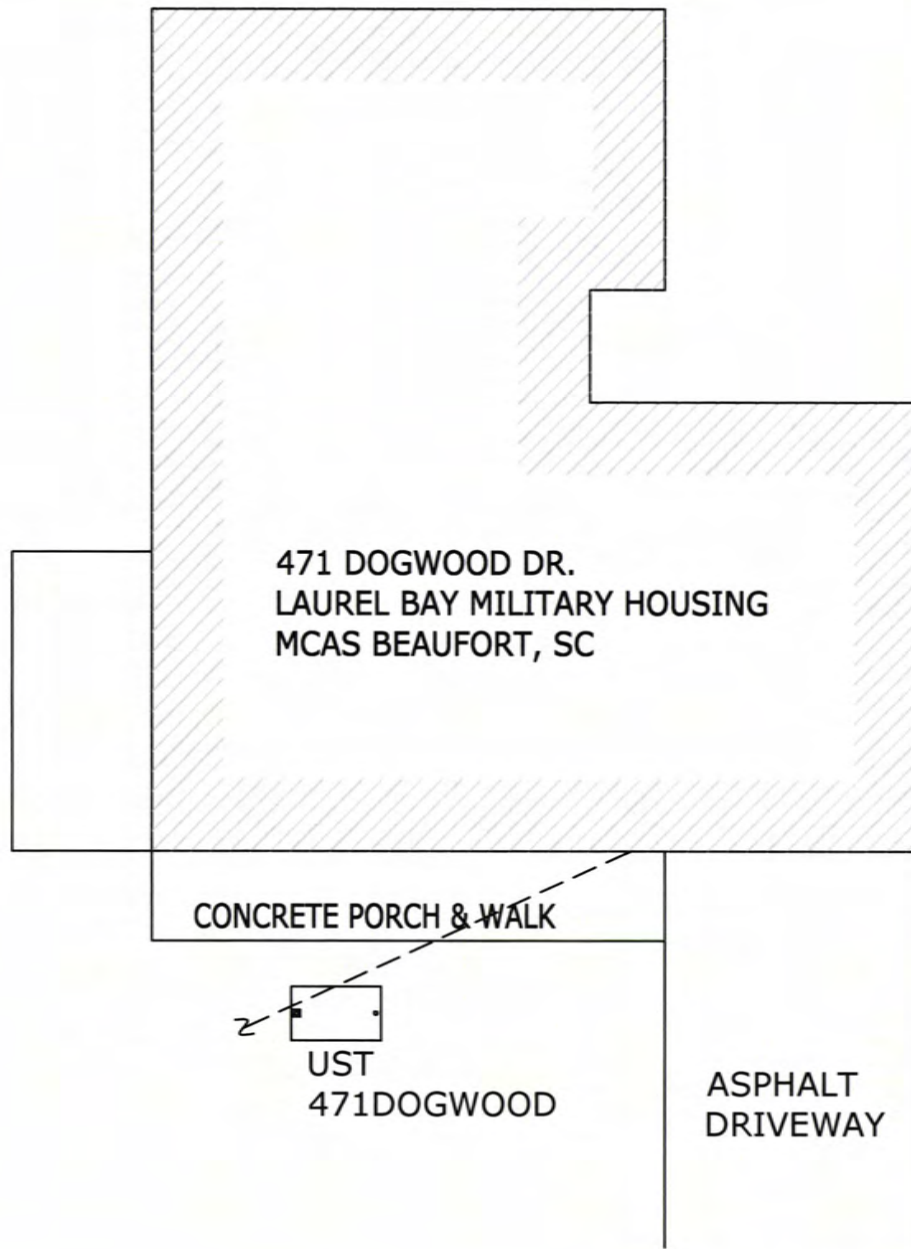 471 DOGWOOD DR.
LAUREL BAY MILITARY HOUSING
MCAS BEAUFORT, SC
CONCRETE PORCH & WALK
UST
471DOGWOOD
ASPHALT
DRIVEWAY